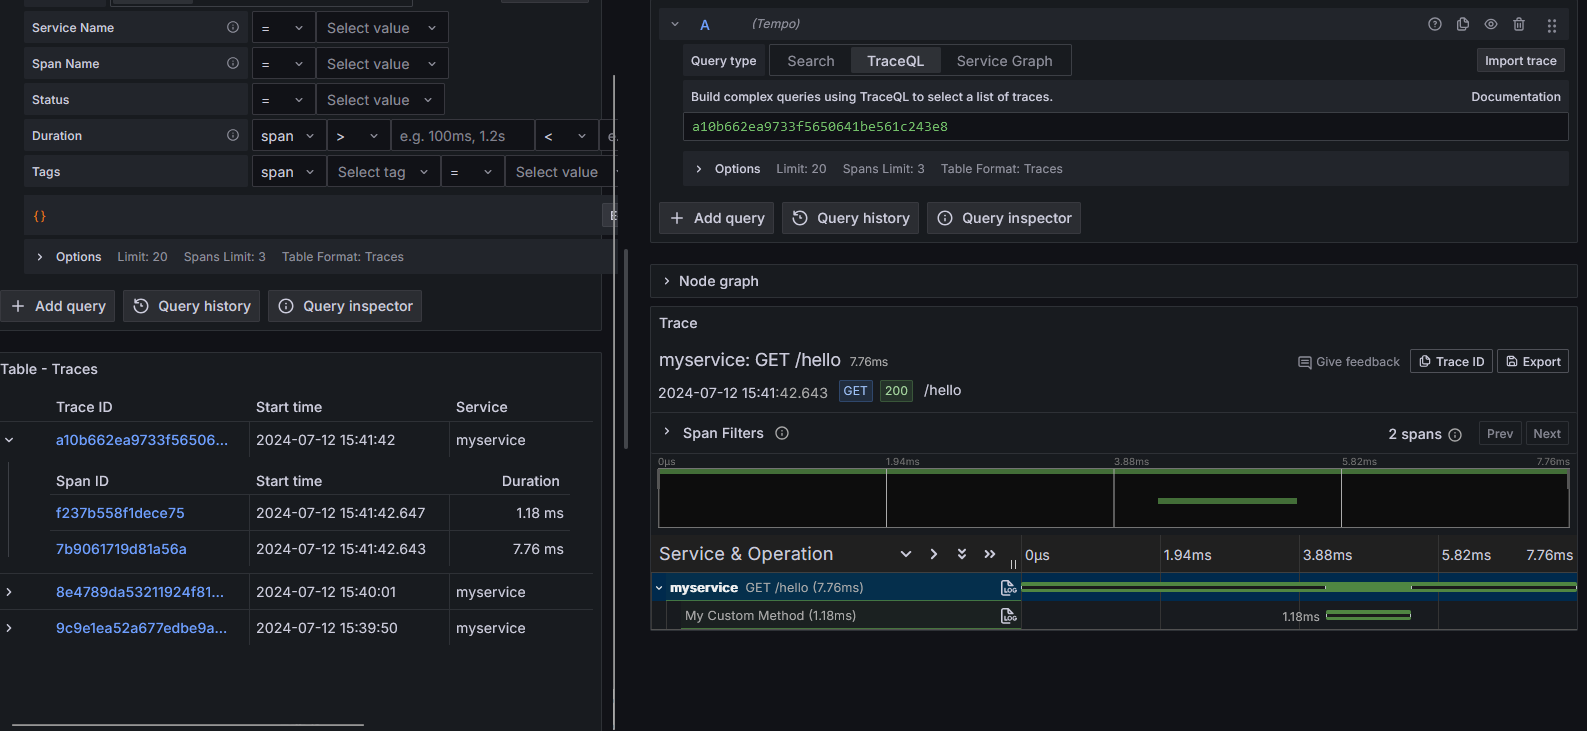 Service Name = Select value
Span Name = Select value
Status = Select value
Duration span > e.g. 100ms, 1.2s <
Tags span Select tag = Select value
{}
Options Limit: 20 Spans Limit: 3 Table Format: Traces
Add query Query history Query inspector
Table - Traces
Trace ID Start time Service
a10b662ea9733f56506... 2024-07-12 15:41:42 myservice
Span ID Start time Duration
f237b558f1dece75 2024-07-12 15:41:42.647 1.18 ms
7b9061719d81a56a 2024-07-12 15:41:42.643 7.76 ms
8e4789da53211924f81... 2024-07-12 15:40:01 myservice
9c9e1ea52a677edbe9a... 2024-07-12 15:39:50 myservice
A (Tempo)
Query type Search TraceQL Service Graph Import trace
Build complex queries using TraceQL to select a list of traces. Documentation
a10b662ea9733f5650641be561c243e8
Options Limit: 20 Spans Limit: 3 Table Format: Traces
Add query Query history Query inspector
Node graph
Trace
myservice: GET /hello 7.76ms Give feedback Trace ID Export
2024-07-12 15:41:42.643 GET 200 /hello
Span Filters 2 spans Prev Next
0μs 1.94ms 3.88ms 5.82ms 7.76ms
Service & Operation 0μs 1.94ms 3.88ms 5.82ms 7.76ms
myservice GET /hello (7.76ms) LOG
My Custom Method (1.18ms) LOG 1.18ms